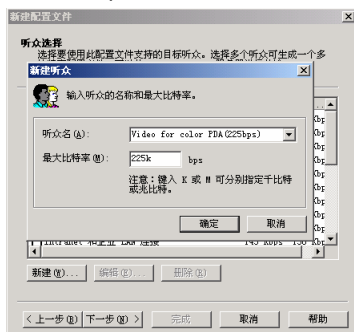 新建配置文件
听众选择
选择要使用此配置文件支持的目标听众。选择多个听众可生成一个多
新建听众
输入听众的名称和最大比特率。
听众名(A):
Video for color PDA(225bps)
最大比特率(M):
225k bps
注意：键入 K 或 M 可分别指定千比特
或兆比特。
确定 取消
Intranet 和企业 LAN 连接
新建(W)... 编辑(E)... 删除(R)
< 上一步(B) 下一步(N) > 完成 取消 帮助